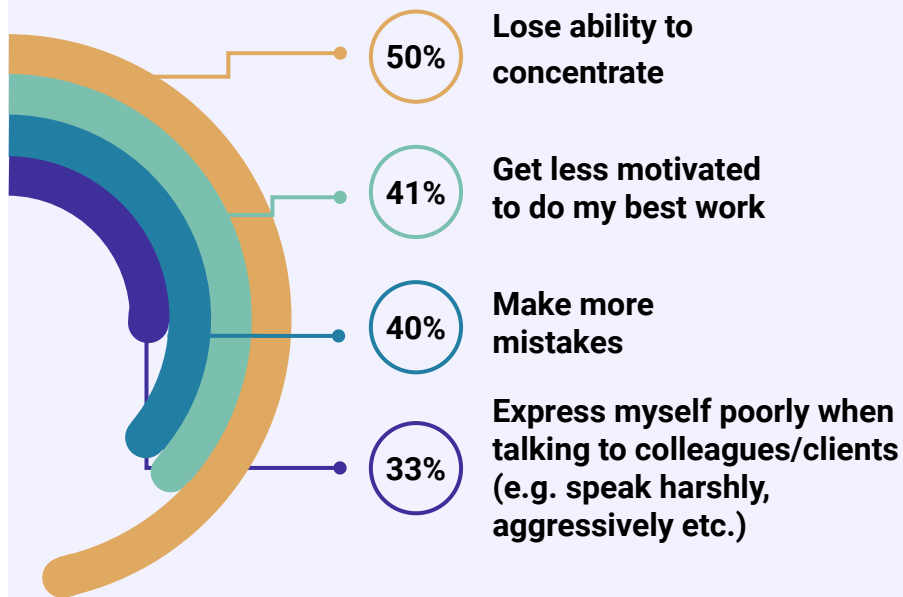 50%
Lose ability to
concentrate
41%
Get less motivated
to do my best work
40%
Make more
mistakes
33%
Express myself poorly when
talking to colleagues/clients
(e.g. speak harshly,
aggressively etc.)